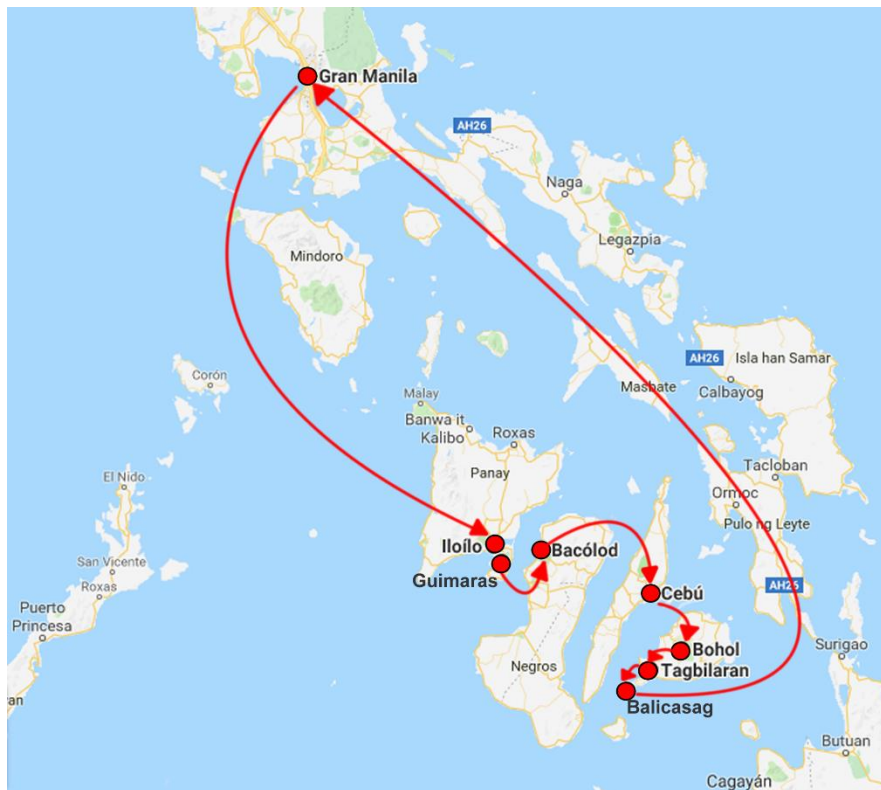 Gran Manila
AH26
Naga
Legazpia
Mindoro
AH26
Isla han Samar
Corón
Masbate
Calbayog
Malay
Banwa it
Kalibo
Roxas
El Nido
Panay
Tacloban
Ormoc
Pulo ng Leyte
Iloílo
Bacólod
San Vicente
Guimaras
Roxas
Cebú
AH26
Puerto
Princesa
Bohol
Surigao
Negros
Tagbilaran
Balicasag
Butuan
Cagayán